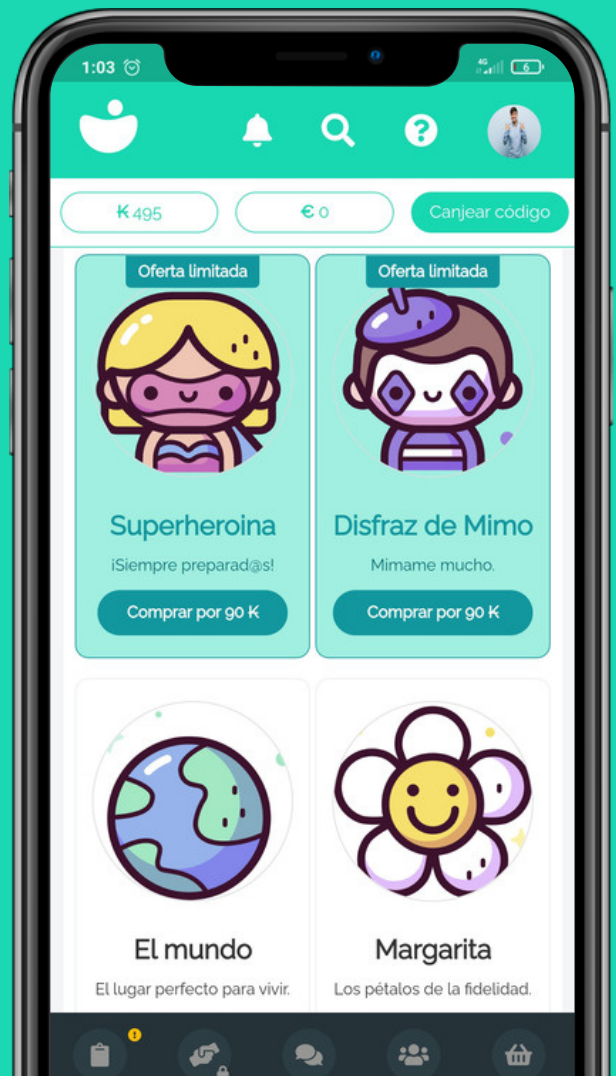 1:03
4G
6
₭ 495
€ 0
Canjear código
Oferta limitada
Oferta limitada
Superheroina
Disfraz de Mimo
¡Siempre preparad@s!
Mimame mucho.
Comprar por 90 ₭
Comprar por 90 ₭
El mundo
Margarita
El lugar perfecto para vivir.
Los pétalos de la fidelidad.